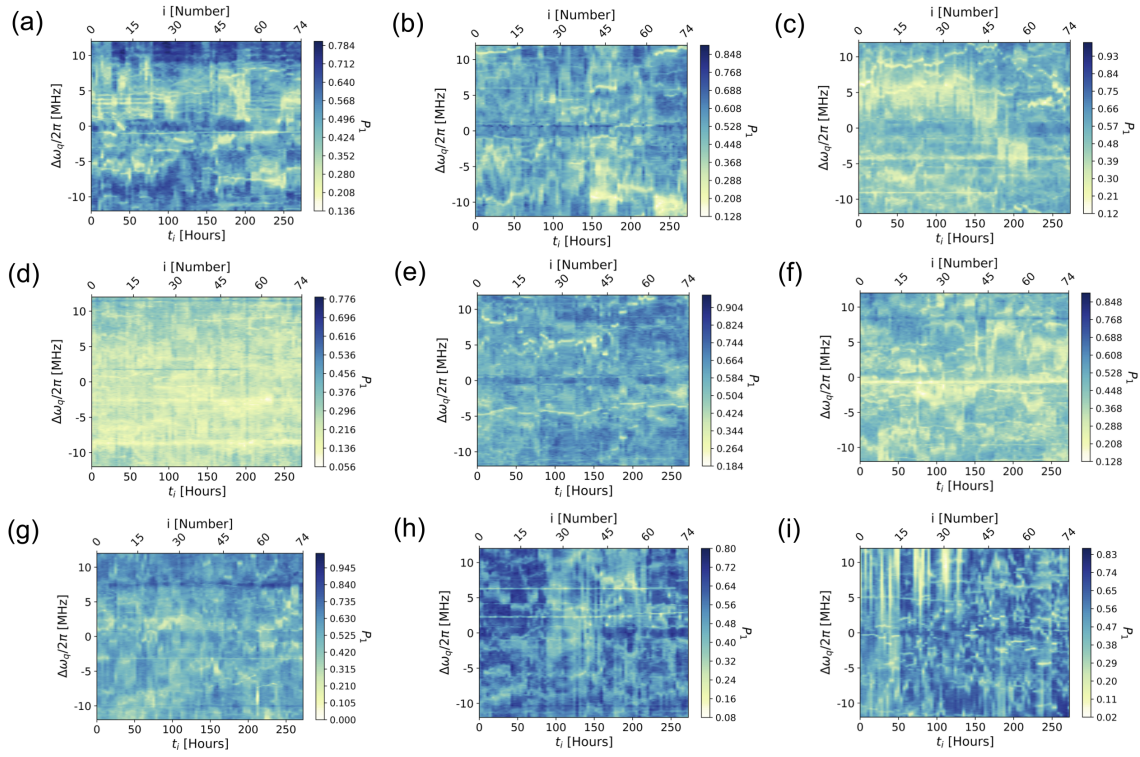 (a)
i [Number]
0 15 30 45 60 74
Δω_q/2π [MHz]
10
5
0
-5
-10
0 50 100 150 200 250
t_i [Hours]
0.784
0.712
0.640
0.568
0.496
0.424
0.352
0.280
0.208
0.136
P_1
(b)
i [Number]
0 15 30 45 60 74
Δω_q/2π [MHz]
10
5
0
-5
-10
0 50 100 150 200 250
t_i [Hours]
0.848
0.768
0.688
0.608
0.528
0.448
0.368
0.288
0.208
0.128
P_1
(c)
i [Number]
0 15 30 45 60 74
Δω_q/2π [MHz]
10
5
0
-5
-10
0 50 100 150 200 250
t_i [Hours]
0.93
0.84
0.75
0.66
0.57
0.48
0.39
0.30
0.21
0.12
P_1
(d)
i [Number]
0 15 30 45 60 74
Δω_q/2π [MHz]
10
5
0
-5
-10
0 50 100 150 200 250
t_i [Hours]
0.776
0.696
0.616
0.536
0.456
0.376
0.296
0.216
0.136
0.056
P_1
(e)
i [Number]
0 15 30 45 60 74
Δω_q/2π [MHz]
10
5
0
-5
-10
0 50 100 150 200 250
t_i [Hours]
0.904
0.824
0.744
0.664
0.584
0.504
0.424
0.344
0.264
0.184
P_1
(f)
i [Number]
0 15 30 45 60 74
Δω_q/2π [MHz]
10
5
0
-5
-10
0 50 100 150 200 250
t_i [Hours]
0.848
0.768
0.688
0.608
0.528
0.448
0.368
0.288
0.208
0.128
P_1
(g)
i [Number]
0 15 30 45 60 74
Δω_q/2π [MHz]
10
5
0
-5
-10
0 50 100 150 200 250
t_i [Hours]
0.945
0.840
0.735
0.630
0.525
0.420
0.315
0.210
0.105
0.000
P_1
(h)
i [Number]
0 15 30 45 60 74
Δω_q/2π [MHz]
10
5
0
-5
-10
0 50 100 150 200 250
t_i [Hours]
0.80
0.72
0.64
0.56
0.48
0.40
0.32
0.24
0.16
0.08
P_1
(i)
i [Number]
0 15 30 45 60 74
Δω_q/2π [MHz]
10
5
0
-5
-10
0 50 100 150 200 250
t_i [Hours]
0.83
0.74
0.65
0.56
0.47
0.38
0.29
0.20
0.11
0.02
P_1